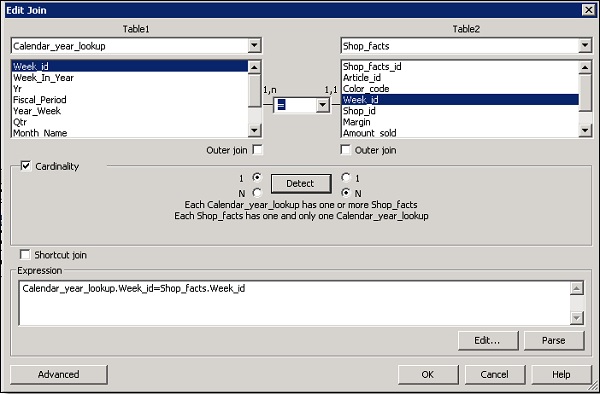 Edit Join
Table1
Table2
Calendar_year_lookup
Shop_facts
Week_id
Week_In_Year
Yr
Fiscal_Period
Year_Week
Qtr
Month_Name
1,n
=
1,1
Shop_facts_id
Article_id
Color_code
Week_id
Shop_id
Margin
Amount_sold
Outer join
Outer join
Cardinality
1
N
Detect
1
N
Each Calendar_year_lookup has one or more Shop_facts
Each Shop_facts has one and only one Calendar_year_lookup
Shortcut join
Expression
Calendar_year_lookup.Week_id=Shop_facts.Week_id
Edit...
Parse
Advanced
OK
Cancel
Help